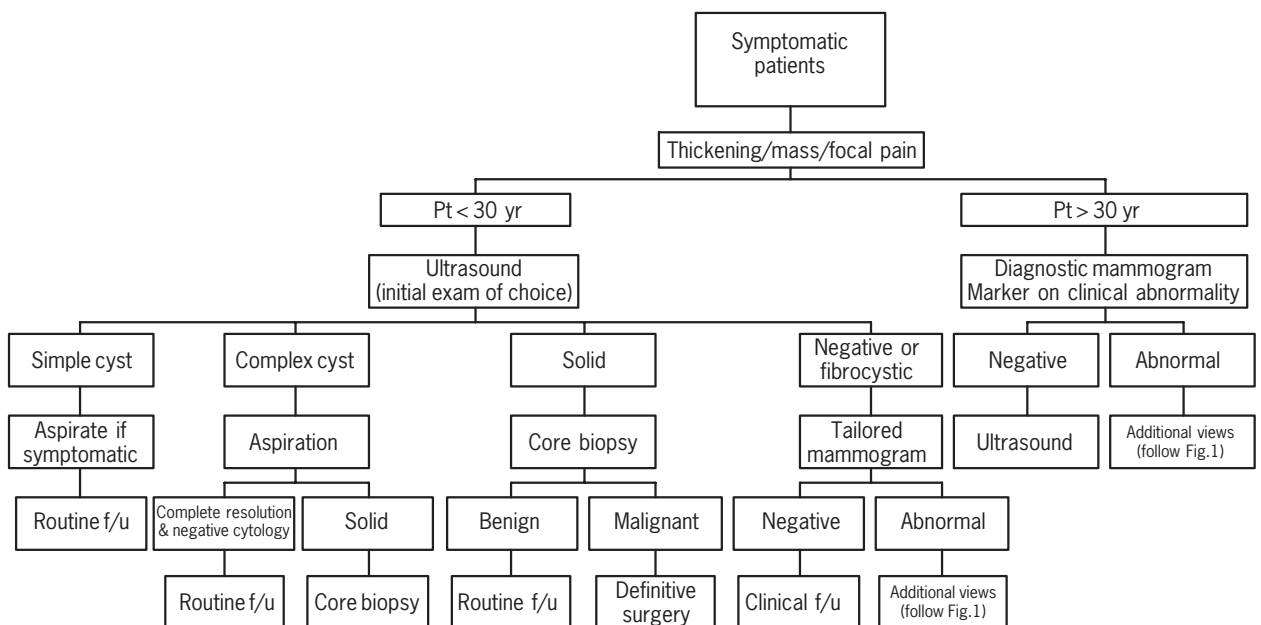 Symptomatic
patients
Thickening/mass/focal pain
Pt < 30 yr
Pt > 30 yr
Ultrasound
(initial exam of choice)
Diagnostic mammogram
Marker on clinical abnormality
Simple cyst
Complex cyst
Solid
Negative or
fibrocystic
Negative
Abnormal
Aspirate if
symptomatic
Aspiration
Core biopsy
Tailored
mammogram
Ultrasound
Additional views
(follow Fig.1)
Routine f/u
Complete resolution
& negative cytology
Solid
Benign
Malignant
Negative
Abnormal
Routine f/u
Core biopsy
Routine f/u
Definitive
surgery
Clinical f/u
Additional views
(follow Fig.1)